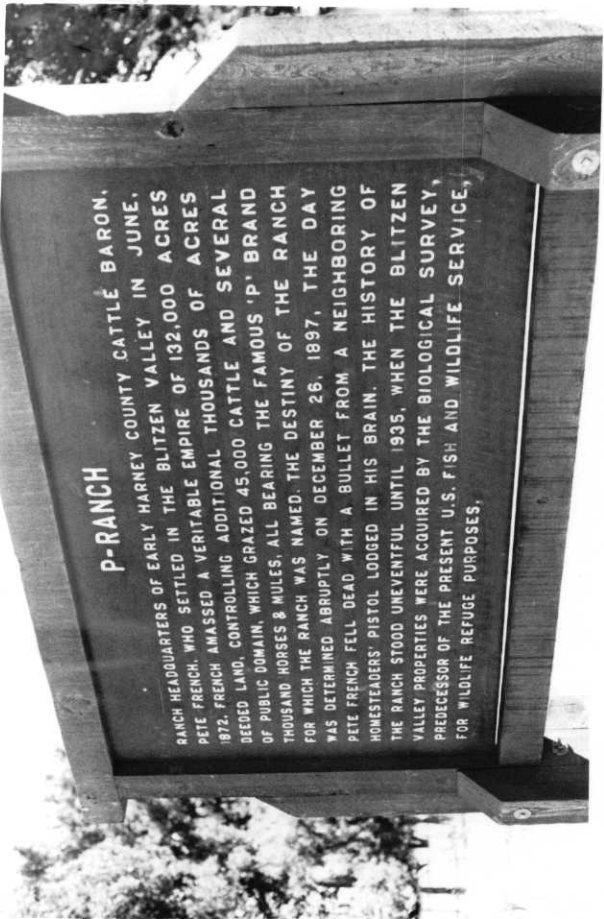 P-RANCH
RANCH HEADQUARTERS OF EARLY HARNEY COUNTY CATTLE BARON,
PETE FRENCH, WHO SETTLED IN THE BLITZEN VALLEY IN JUNE,
1872. FRENCH AMASSED A VERITABLE EMPIRE OF 132,000 ACRES
DEEDED LAND, CONTROLLING ADDITIONAL THOUSANDS OF ACRES
OF PUBLIC DOMAIN, WHICH GRAZED 45,000 CATTLE AND SEVERAL
THOUSAND HORSES & MULES, ALL BEARING THE FAMOUS 'P' BRAND
FOR WHICH THE RANCH WAS NAMED. THE DESTINY OF THE RANCH
WAS DETERMINED ABRUPTLY ON DECEMBER 26, 1897, THE DAY
PETE FRENCH FELL DEAD WITH A BULLET FROM A NEIGHBORING
HOMESTEADERS' PISTOL LODGED IN HIS BRAIN. THE HISTORY OF
THE RANCH STOOD UNEVENTFUL UNTIL 1935, WHEN THE BLITZEN
VALLEY PROPERTIES WERE ACQUIRED BY THE BIOLOGICAL SURVEY,
PREDECESSOR OF THE PRESENT U.S. FISH AND WILDLIFE SERVICE,
FOR WILDLIFE REFUGE PURPOSES.